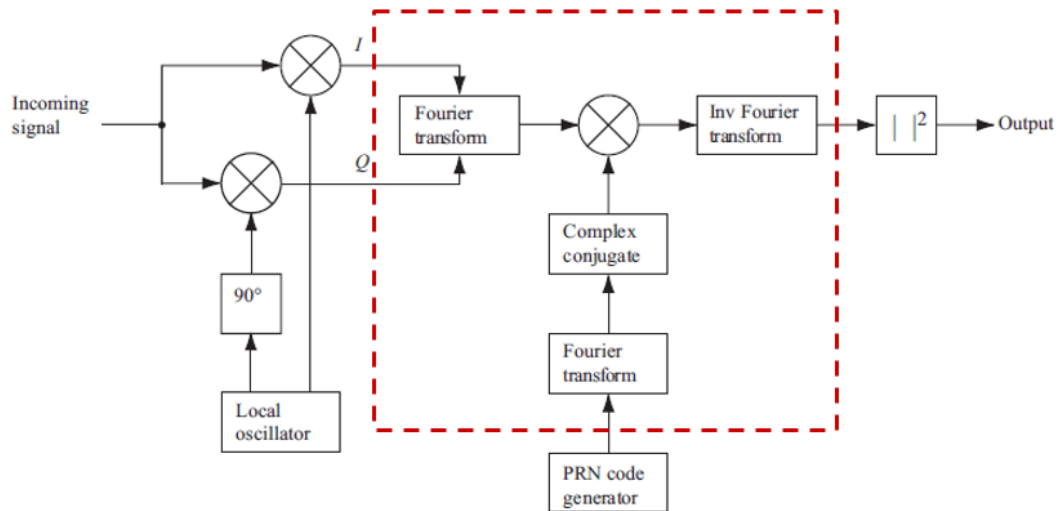 I
Incoming
signal
Fourier
transform
Inv Fourier
transform
| |²
Output
Q
Complex
conjugate
90°
Fourier
transform
Local
oscillator
PRN code
generator